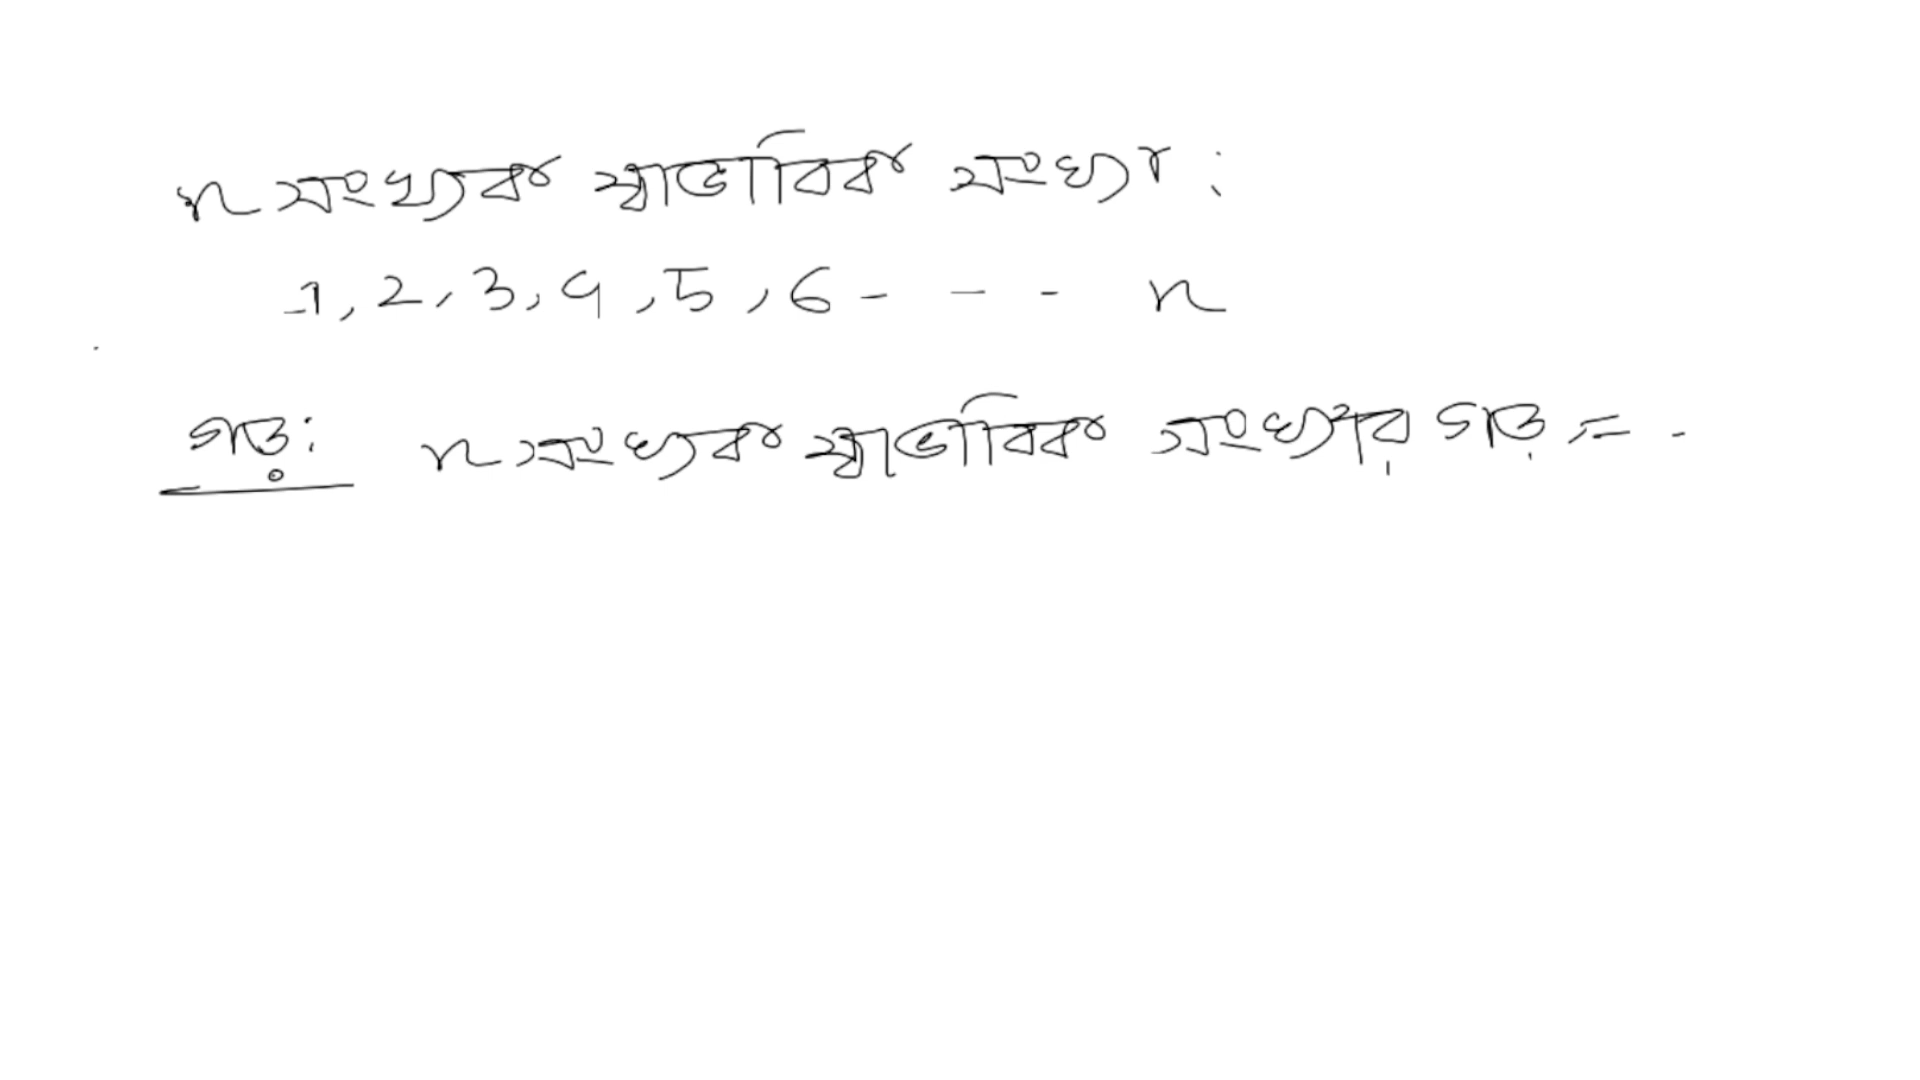 n সংখ্যক স্বাভাবিক সংখ্যা :
1, 2, 3, 4, 5, 6 - - - n
গড়: n সংখ্যক স্বাভাবিক সংখ্যার গড় = -